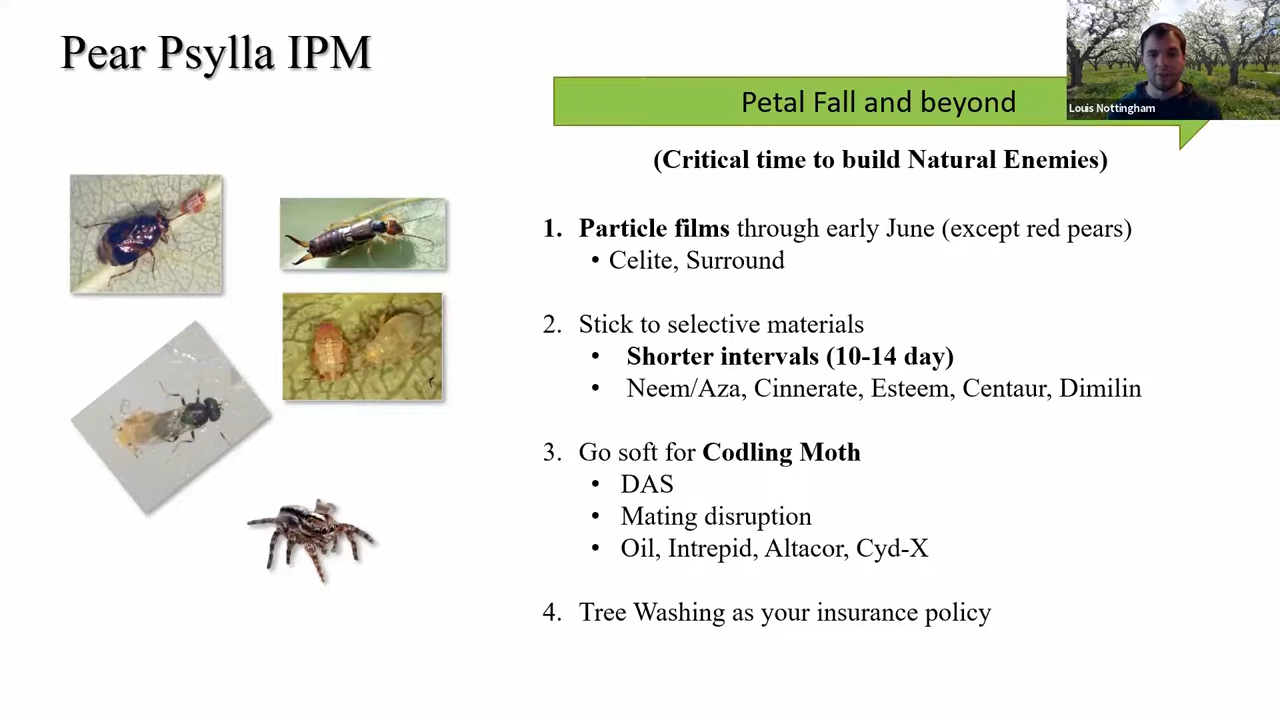 Pear Psylla IPM
Petal Fall and beyond
Louis Nottingham
(Critical time to build Natural Enemies)
1. Particle films through early June (except red pears)
• Celite, Surround
2. Stick to selective materials
• Shorter intervals (10-14 day)
• Neem/Aza, Cinnerate, Esteem, Centaur, Dimilin
3. Go soft for Codling Moth
• DAS
• Mating disruption
• Oil, Intrepid, Altacor, Cyd-X
4. Tree Washing as your insurance policy